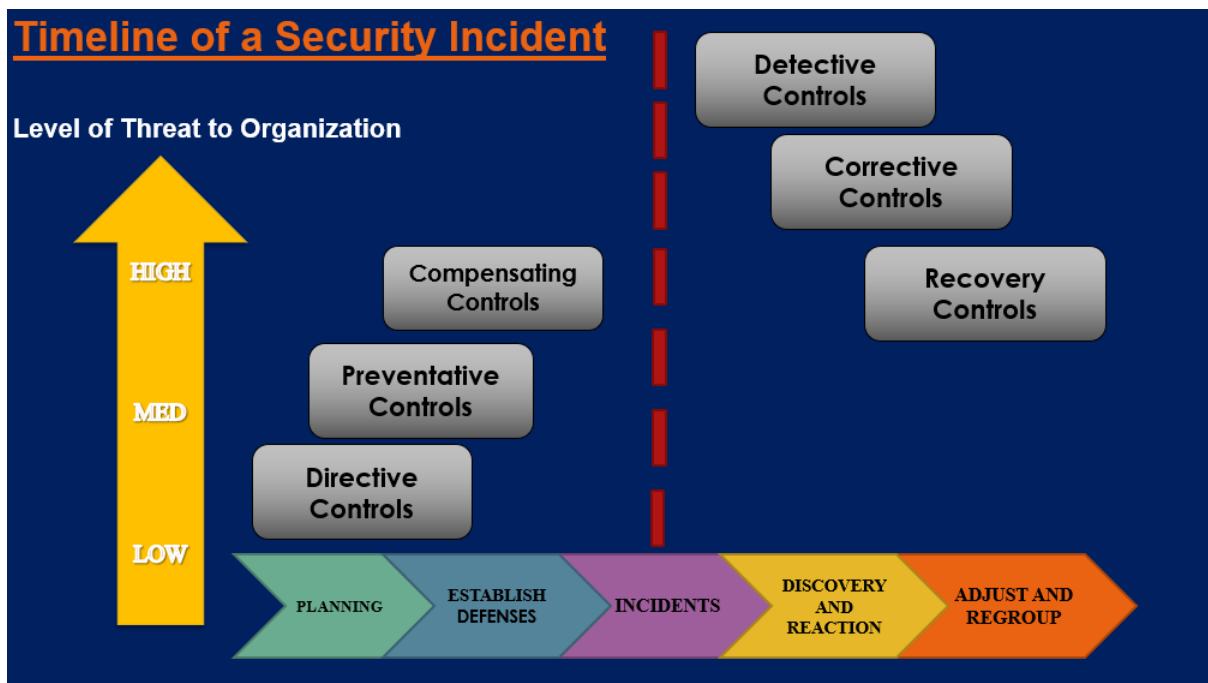 Timeline of a Security Incident
Level of Threat to Organization
HIGH
MED
LOW
Detective
Controls
Corrective
Controls
Recovery
Controls
Compensating
Controls
Preventative
Controls
Directive
Controls
PLANNING
ESTABLISH
DEFENSES
INCIDENTS
DISCOVERY
AND
REACTION
ADJUST AND
REGROUP